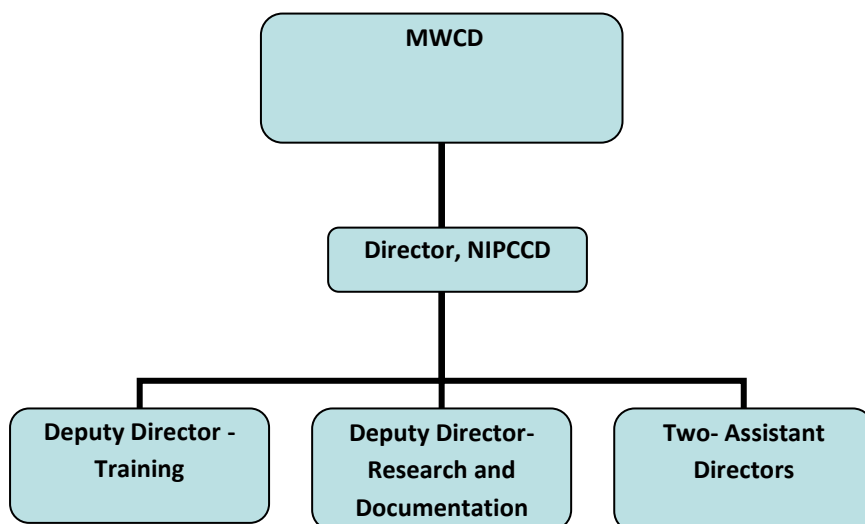 MWCD
Director, NIPCCD
Deputy Director -
Training
Deputy Director-
Research and
Documentation
Two- Assistant
Directors